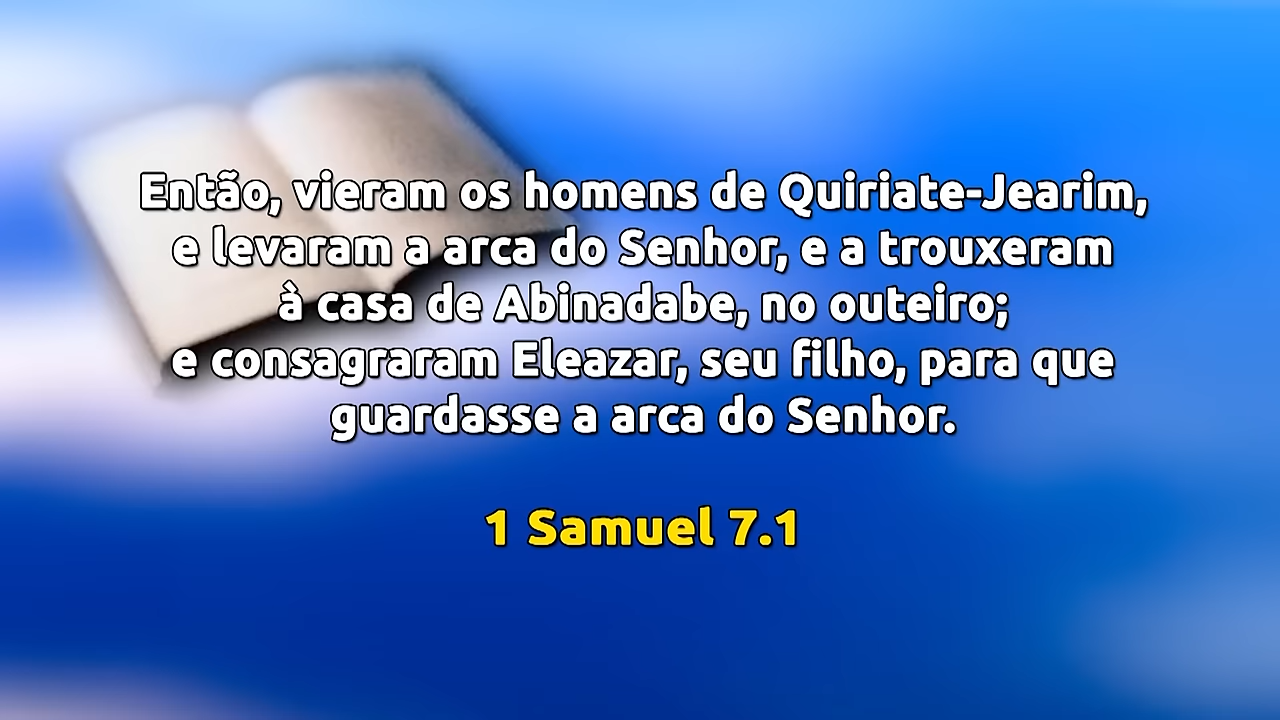 Então, vieram os homens de Quiriate-Jearim,
e levaram a arca do Senhor, e a trouxeram
à casa de Abinadabe, no outeiro;
e consagraram Eleazar, seu filho, para que
guardasse a arca do Senhor.
1 Samuel 7.1